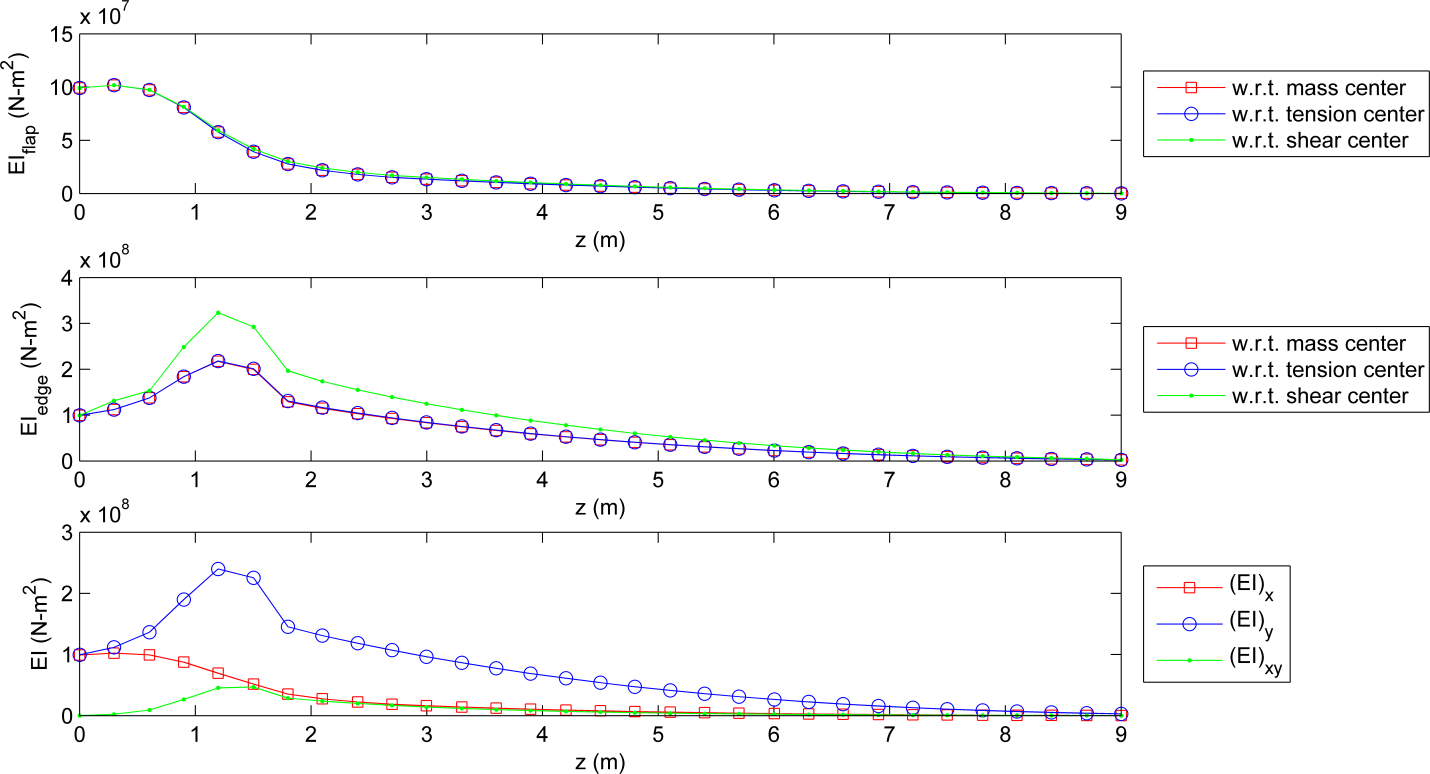 x 10^7
15
10
5
0
EI_flap (N-m^2)
0 1 2 3 4 5 6 7 8 9
z (m)
w.r.t. mass center
w.r.t. tension center
w.r.t. shear center
x 10^8
4
3
2
1
0
EI_edge (N-m^2)
0 1 2 3 4 5 6 7 8 9
z (m)
w.r.t. mass center
w.r.t. tension center
w.r.t. shear center
x 10^8
3
2
1
0
EI (N-m^2)
0 1 2 3 4 5 6 7 8 9
z (m)
(EI)_x
(EI)_y
(EI)_xy